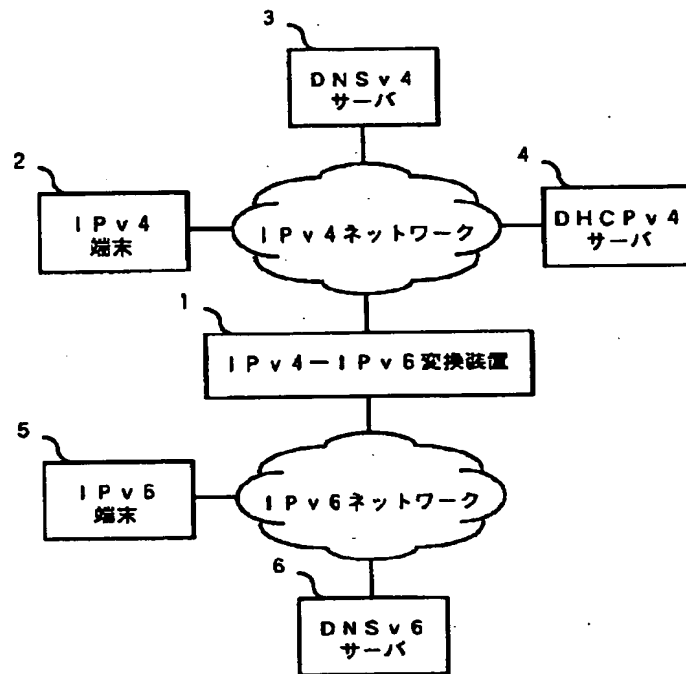 3
DNSv4
サーバ
2
IPv4
端末
4
DHCPv4
サーバ
IPv4ネットワーク
1
IPv4－IPv6変換装置
5
IPv6
端末
IPv6ネットワーク
6
DNSv6
サーバ